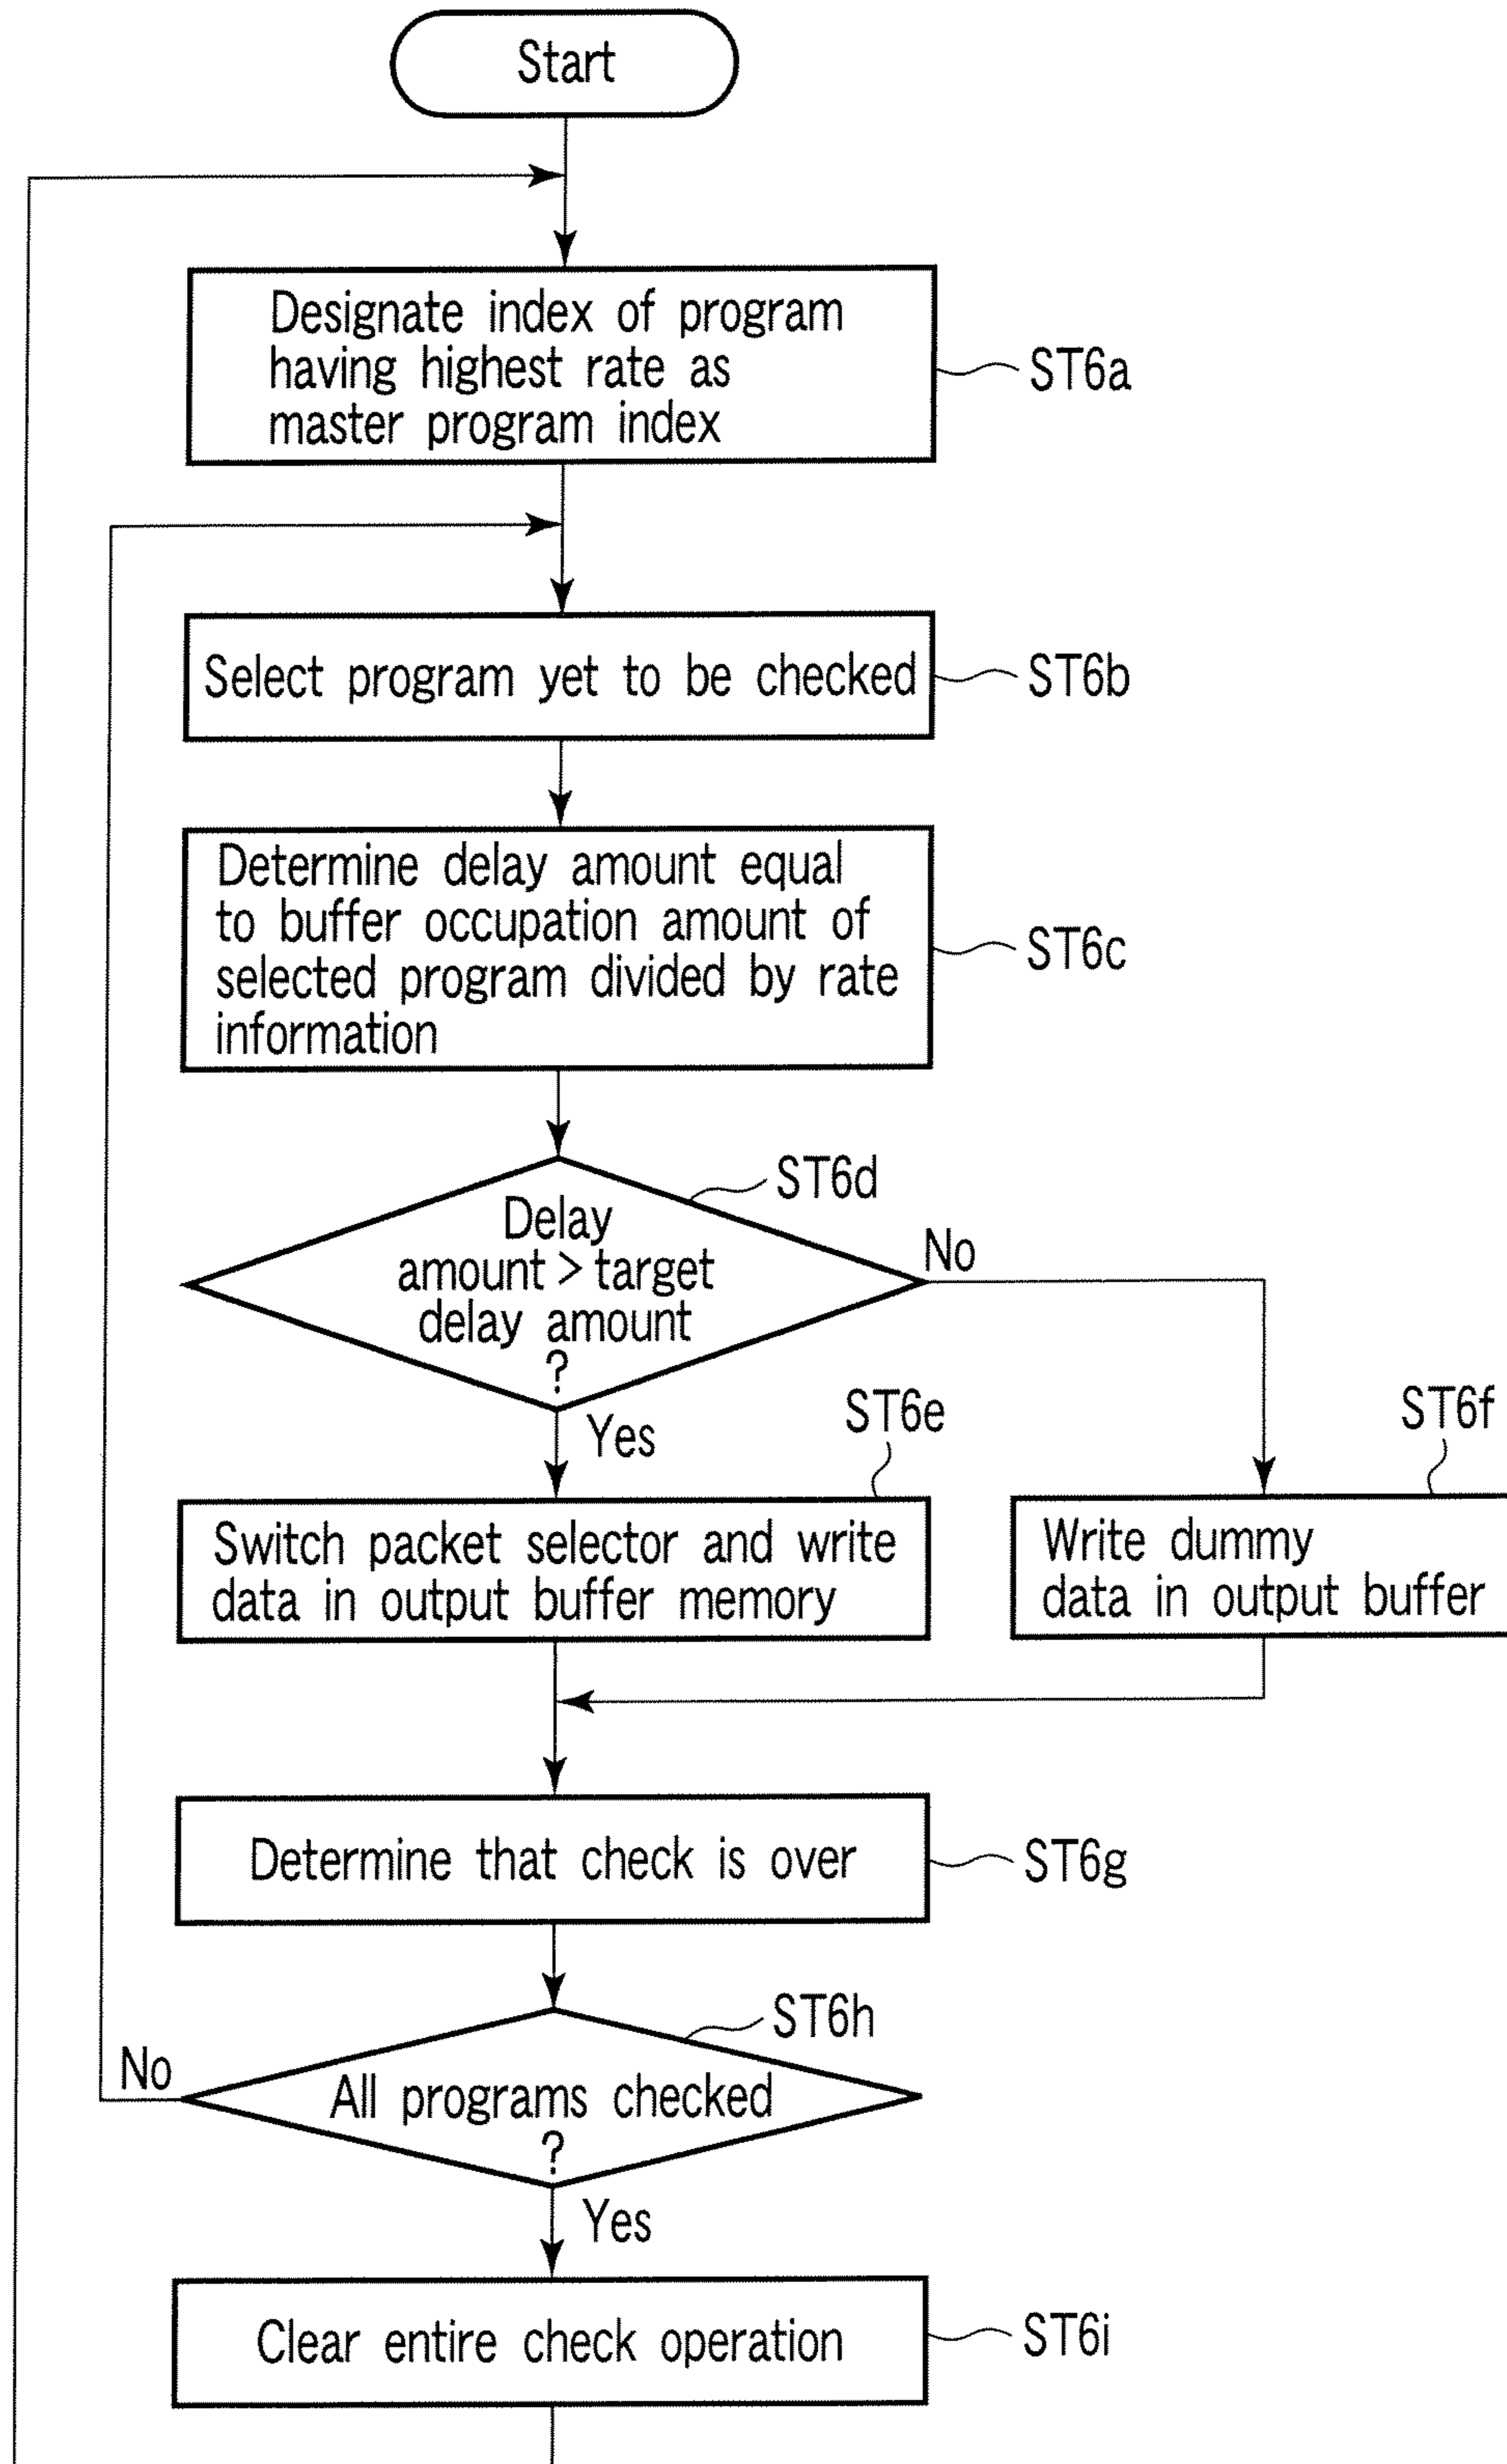 Start
Designate index of program
having highest rate as
master program index
ST6a
Select program yet to be checked
ST6b
Determine delay amount equal
to buffer occupation amount of
selected program divided by rate
information
ST6c
ST6d
Delay
amount > target
delay amount
?
No
Yes
ST6e
ST6f
Switch packet selector and write
data in output buffer memory
Write dummy
data in output buffer
Determine that check is over
ST6g
ST6h
No
All programs checked
?
Yes
Clear entire check operation
ST6i